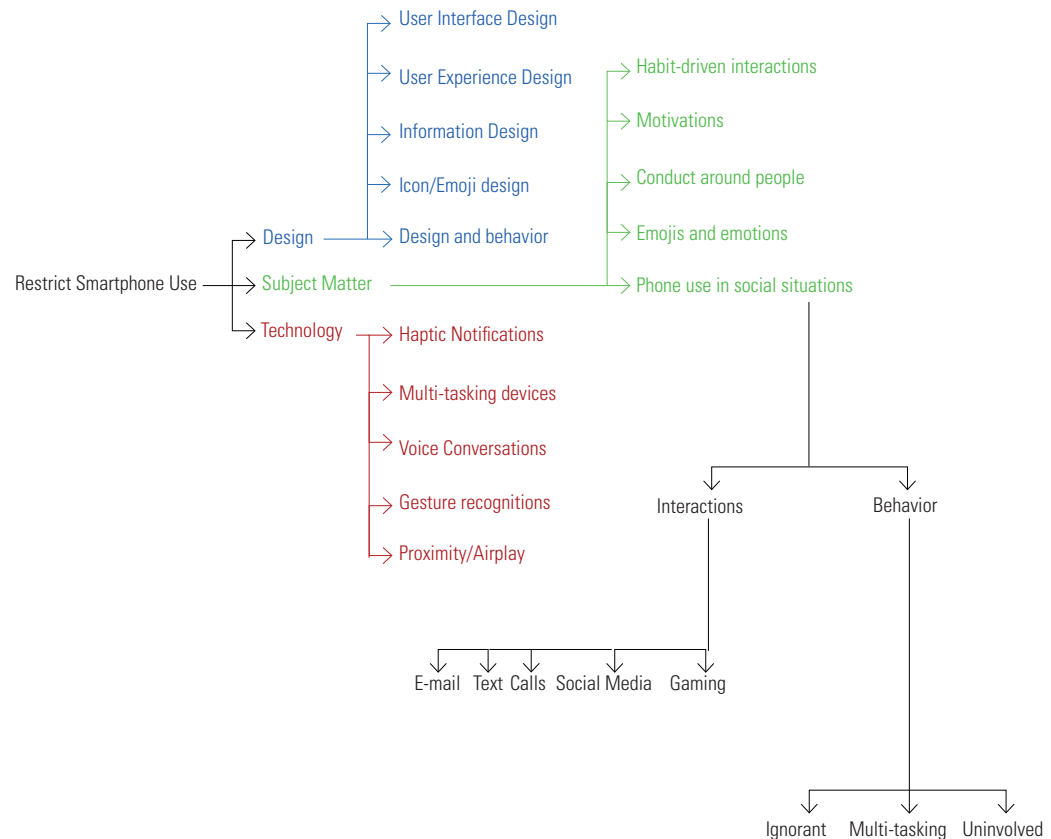 Restrict Smartphone Use
Design
Subject Matter
Technology
User Interface Design
User Experience Design
Information Design
Icon/Emoji design
Design and behavior
Habit-driven interactions
Motivations
Conduct around people
Emojis and emotions
Phone use in social situations
Haptic Notifications
Multi-tasking devices
Voice Conversations
Gesture recognitions
Proximity/Airplay
Interactions
Behavior
E-mail
Text
Calls
Social Media
Gaming
Ignorant
Multi-tasking
Uninvolved